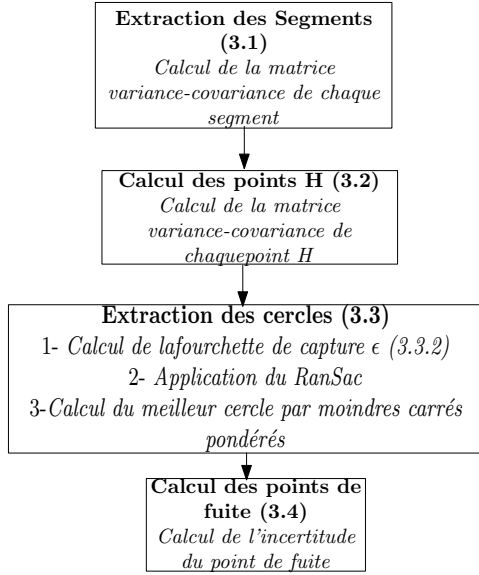 Extraction des Segments
(3.1)
Calcul de la matrice
variance-covariance de chaque
segment
Calcul des points H (3.2)
Calcul de la matrice
variance-covariance de
chaquepoint H
Extraction des cercles (3.3)
1- Calcul de lafourchette de capture ϵ (3.3.2)
2- Application du RanSac
3-Calcul du meilleur cercle par moindres carrés
pondérés
Calcul des points de
fuite (3.4)
Calcul de l'incertitude
du point de fuite